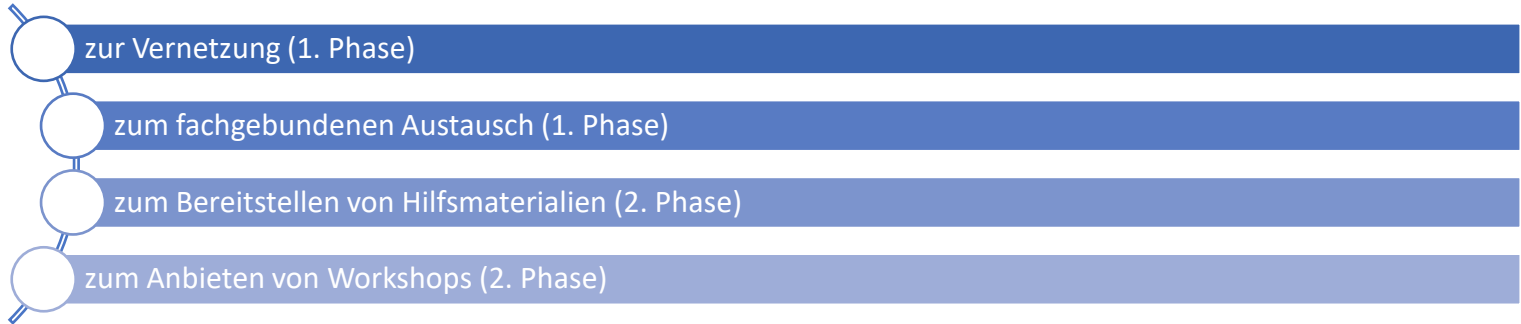 zur Vernetzung (1. Phase)
zum fachgebundenen Austausch (1. Phase)
zum Bereitstellen von Hilfsmaterialien (2. Phase)
zum Anbieten von Workshops (2. Phase)